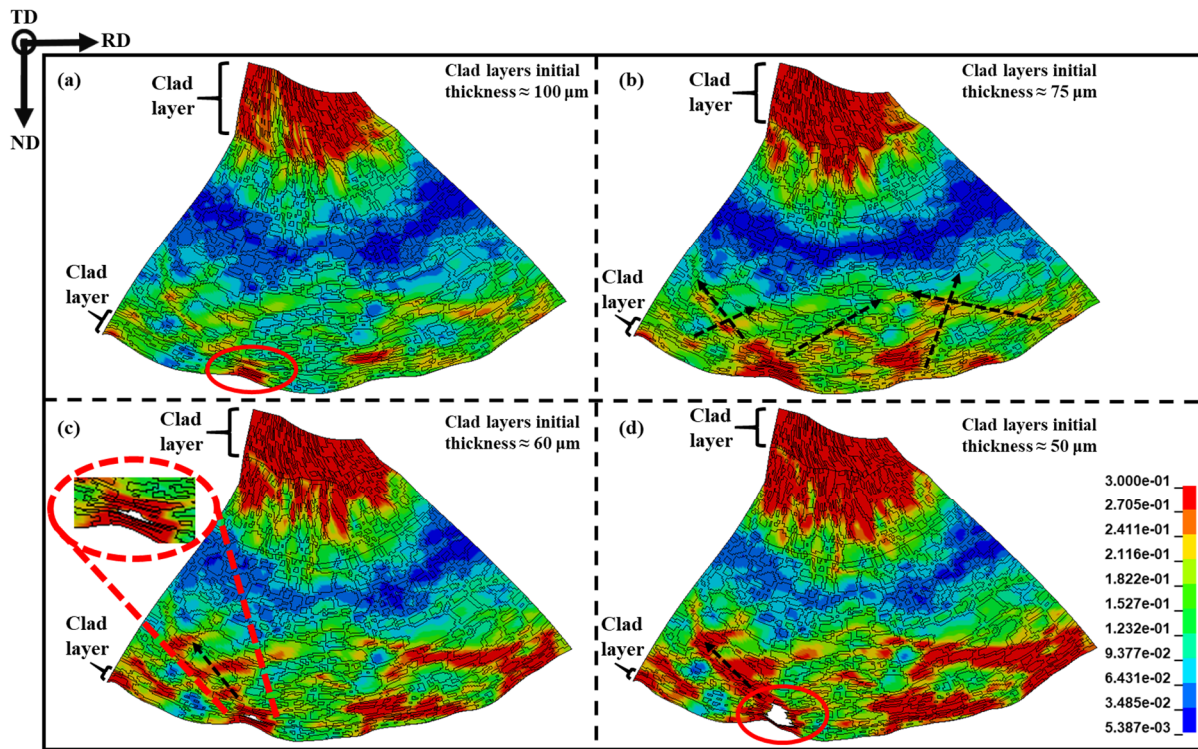 TD
RD
ND
(a)
Clad
layer
Clad layers initial
thickness ≈ 100 μm
Clad
layer
(b)
Clad
layer
Clad layers initial
thickness ≈ 75 μm
Clad
layer
(c)
Clad
layer
Clad layers initial
thickness ≈ 60 μm
Clad
layer
(d)
Clad
layer
Clad layers initial
thickness ≈ 50 μm
Clad
layer
3.000e-01
2.705e-01
2.411e-01
2.116e-01
1.822e-01
1.527e-01
1.232e-01
9.377e-02
6.431e-02
3.485e-02
5.387e-03